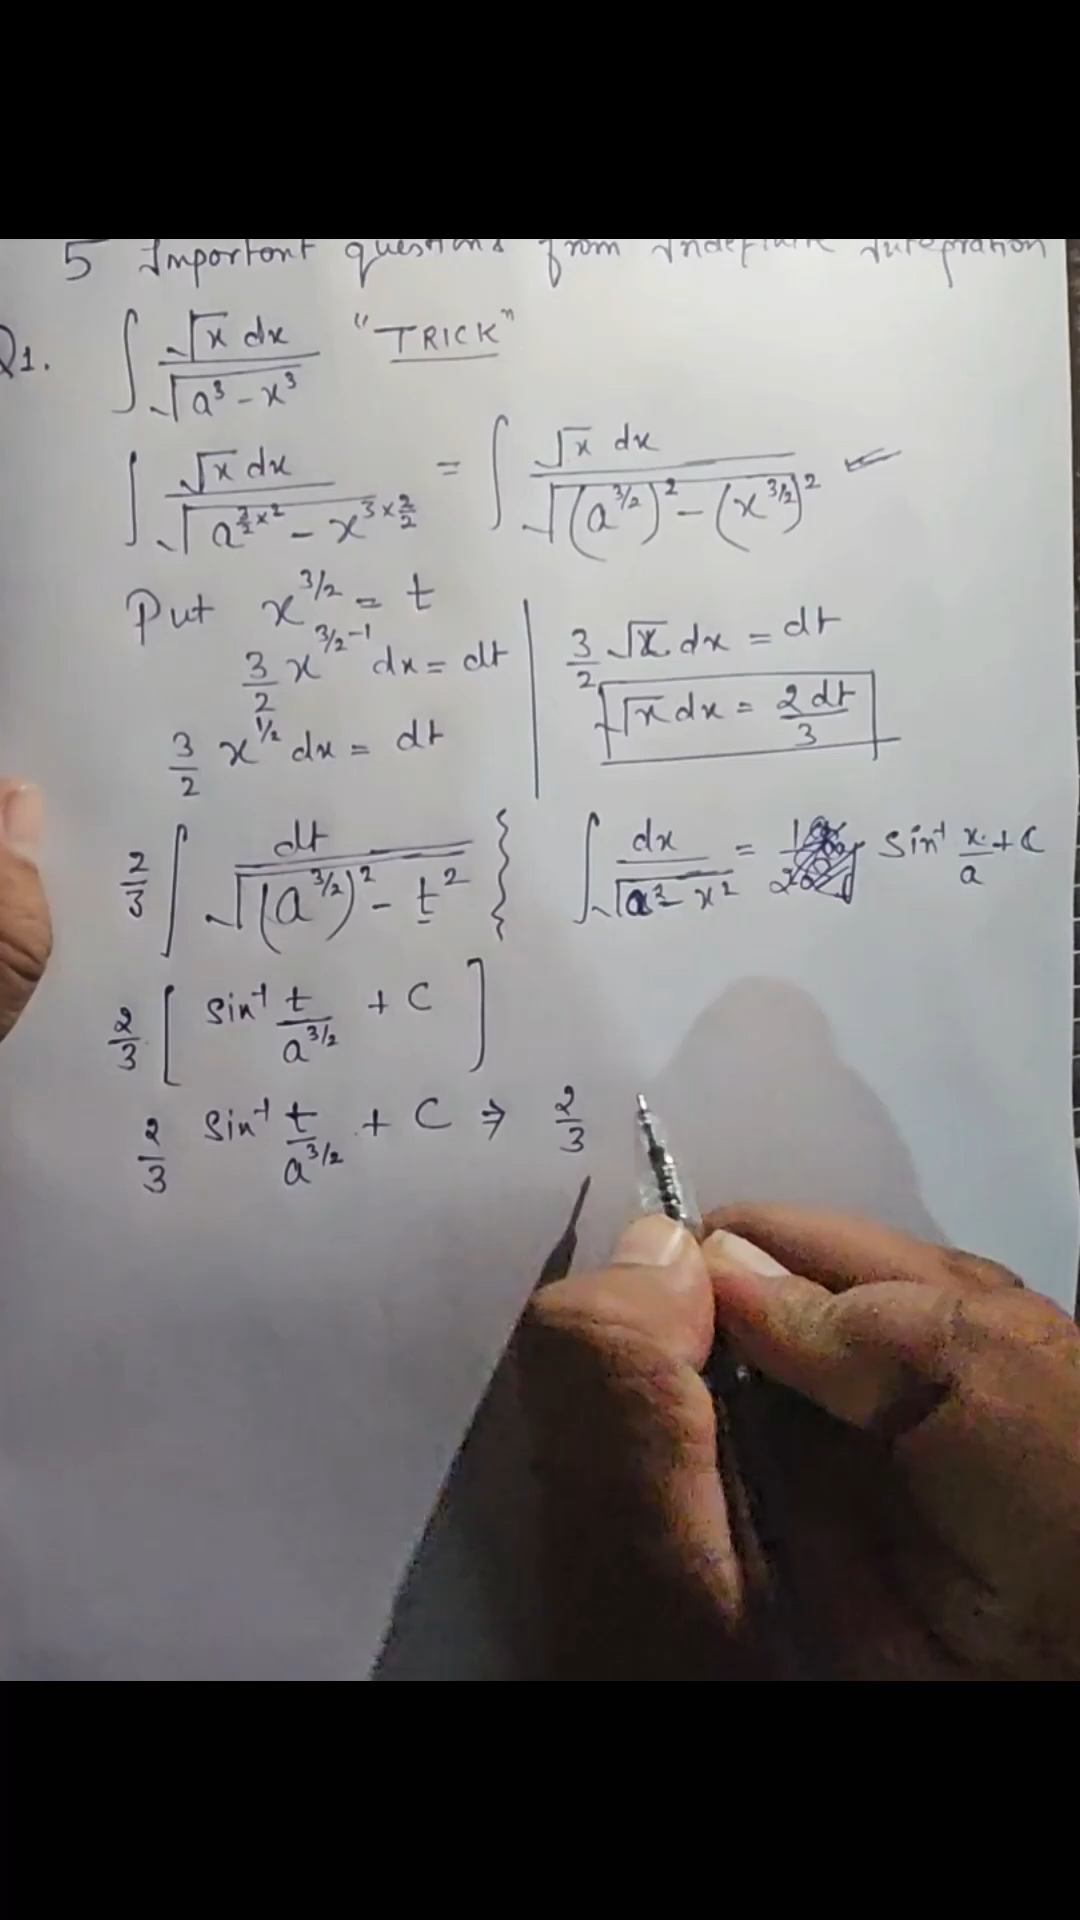 5 Important questions from Indefinite Integration
Q1. ∫ √x dx / √(a³ - x³) "TRICK"
∫ √x dx / √(a^(3/2 × 2) - x^(3 × 2/2)) = ∫ √x dx / √((a^(3/2))² - (x^(3/2))²)
Put x^(3/2) = t
3/2 x^(3/2 - 1) dx = dt
3/2 x^(1/2) dx = dt
3/2 √x dx = dt
√x dx = 2 dt / 3
2/3 ∫ dt / √((a^(3/2))² - t²) } ∫ dx / √(a² - x²) = sin⁻¹ x/a + C
2/3 [ sin⁻¹ t / a^(3/2) + C ]
2/3 sin⁻¹ t / a^(3/2) + C ⇒ 2/3